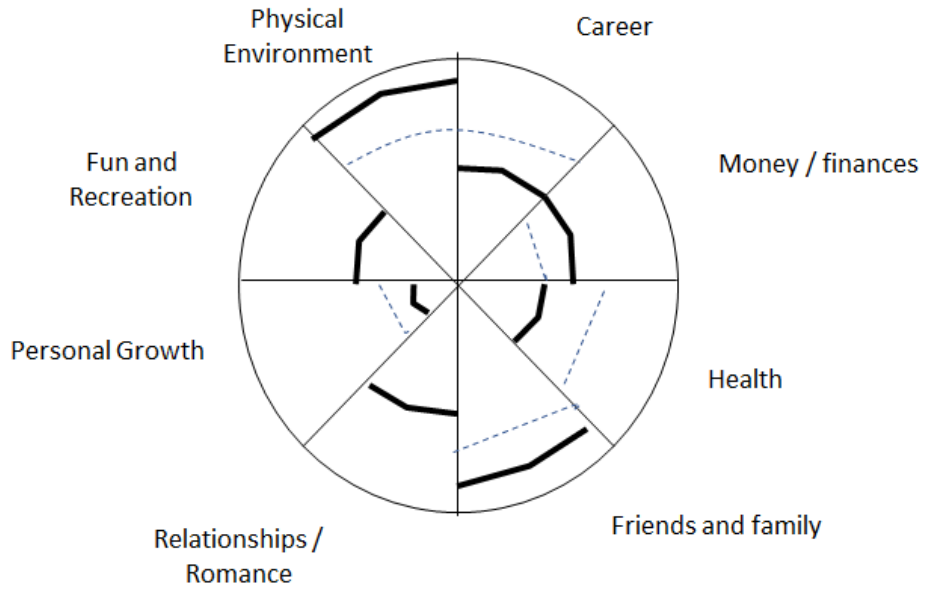 Physical
Environment
Career
Fun and
Recreation
Money / finances
Personal Growth
Health
Relationships /
Romance
Friends and family